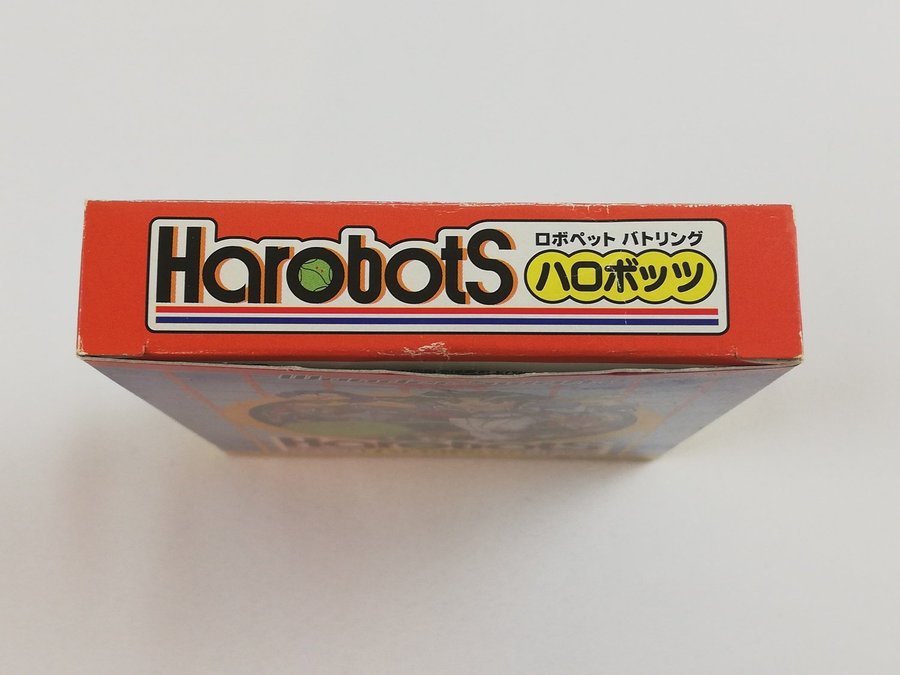 Harobots
ロボペット バトリング
ハロボッツ